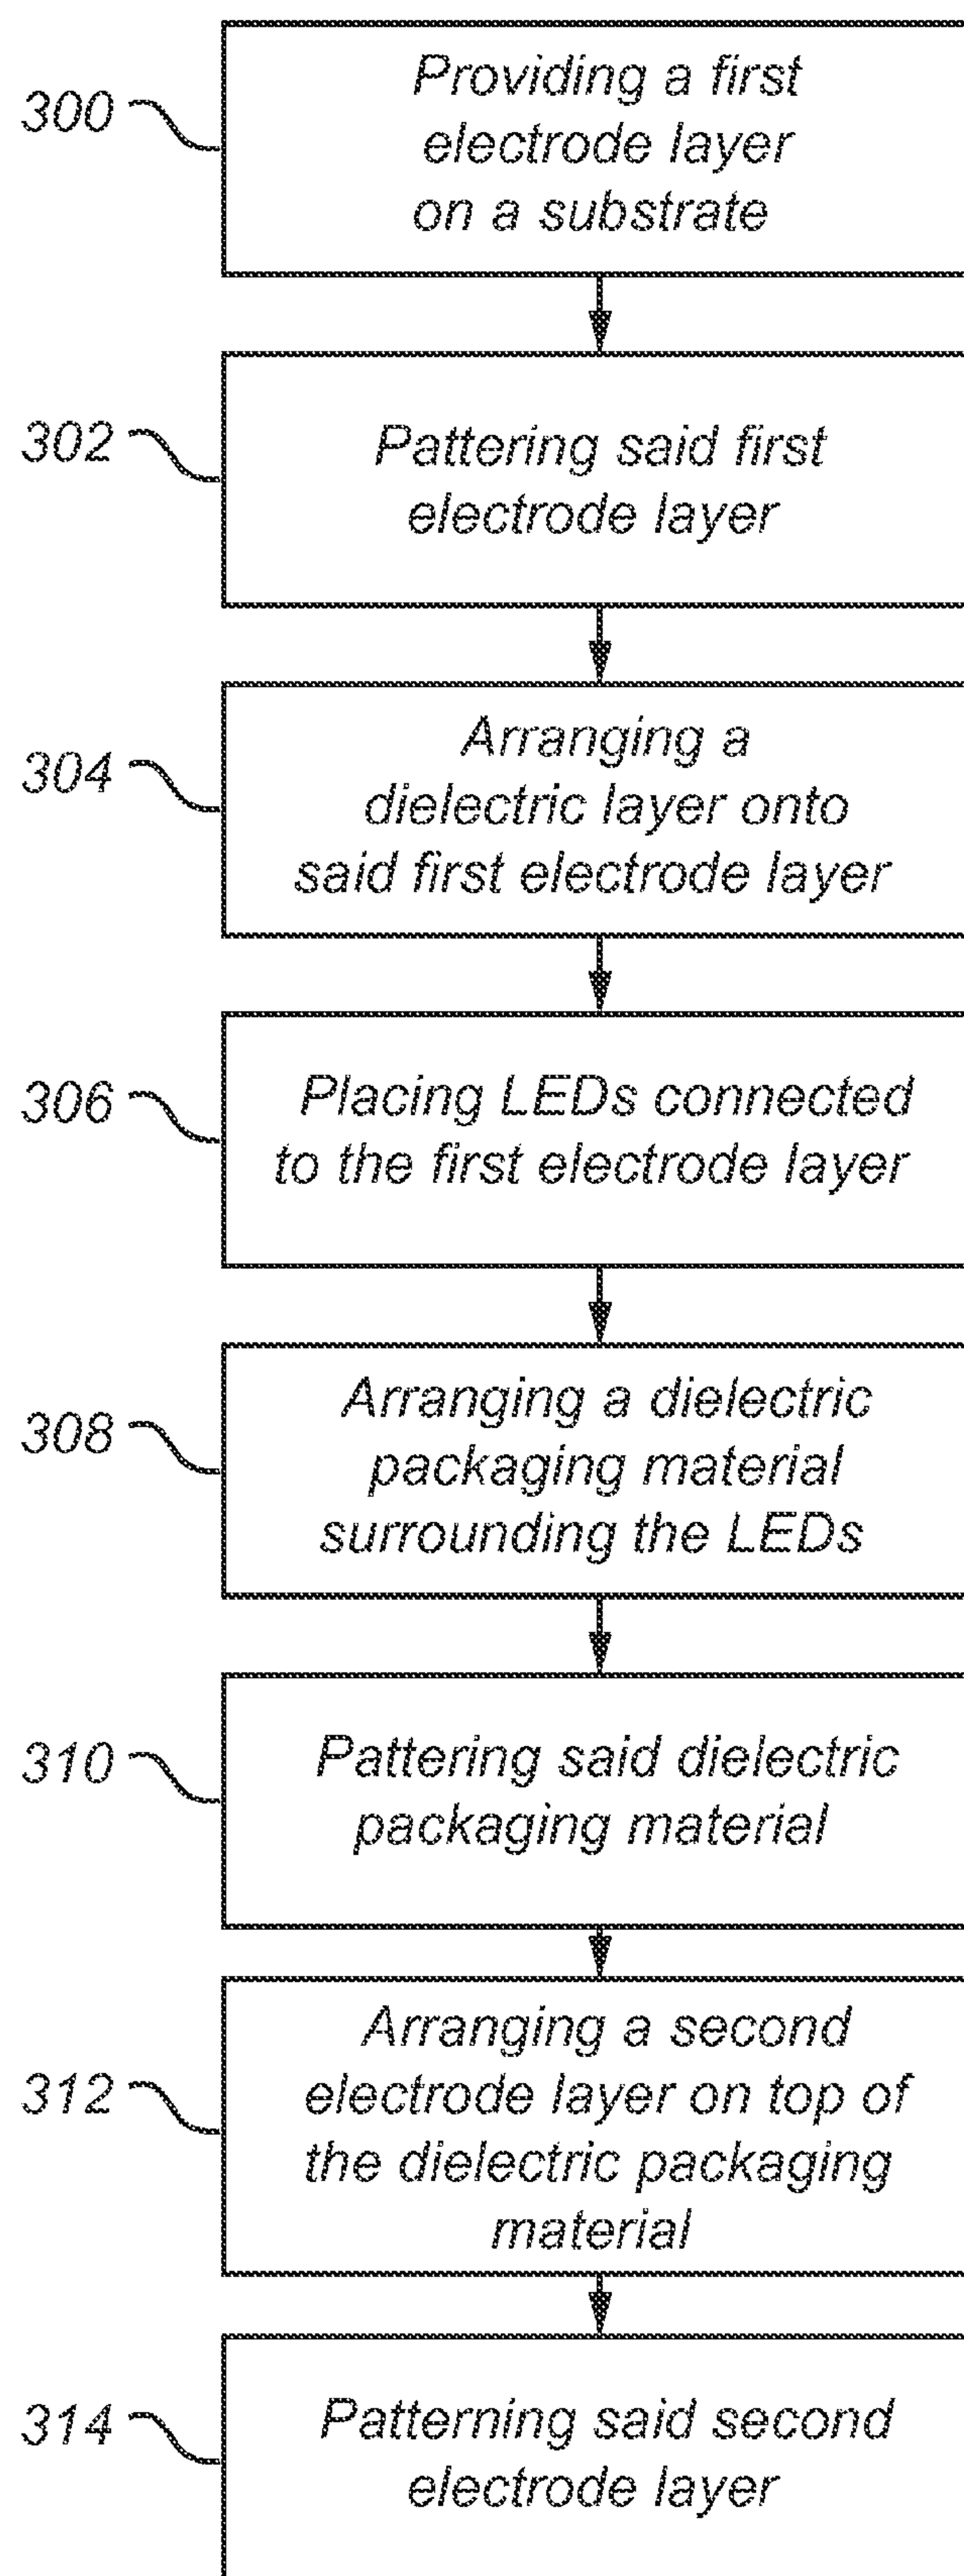 300
Providing a first
electrode layer
on a substrate
302
Pattering said first
electrode layer
304
Arranging a
dielectric layer onto
said first electrode layer
306
Placing LEDs connected
to the first electrode layer
308
Arranging a dielectric
packaging material
surrounding the LEDs
310
Pattering said dielectric
packaging material
312
Arranging a second
electrode layer on top of
the dielectric packaging
material
314
Patterning said second
electrode layer